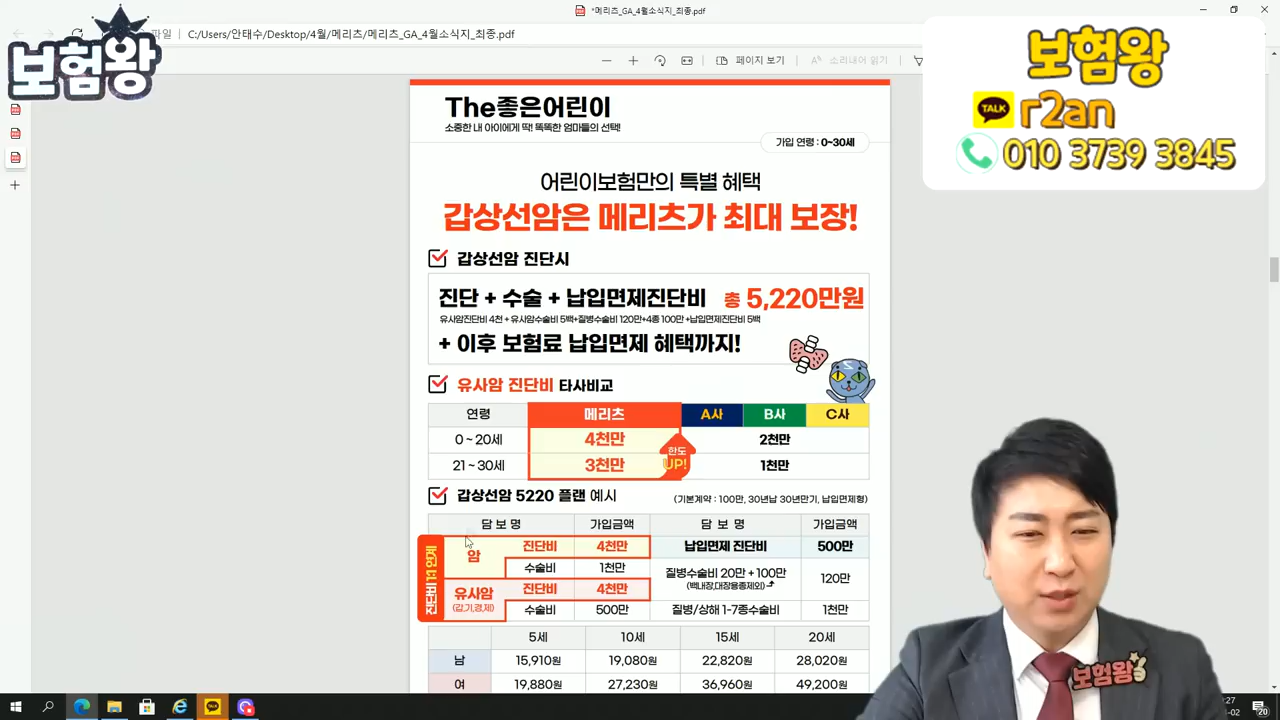 *메리츠_GA_4월소식지_최종.pdf
파일 C:/Users/안태수/Desktop/4월/메리츠/메리츠_GA_4월소식지_최종.pdf
보험왕
보험왕
TALK r2an
010 3739 3845
페이지 보기
소리내어 읽기
The좋은어린이
소중한 내 아이에게 딱! 똑똑한 엄마들의 선택!
가입 연령 : 0~30세
어린이보험만의 특별 혜택
갑상선암은 메리츠가 최대 보장!
갑상선암 진단시
진단 + 수술 + 납입면제진단비 총 5,220만원
유사암진단비 4천 + 유사암수술비 5백+질병수술비 120만+4종 100만 +납입면제진단비 5백
+ 이후 보험료 납입면제 혜택까지!
유사암 진단비 타사비교
연령 메리츠 A사 B사 C사
0 ~ 20세 4천만 2천만
한도 UP!
21 ~ 30세 3천만 1천만
갑상선암 5220 플랜 예시 (기본계약 : 100만, 30년납 30년만기, 납입면제형)
담 보 명 가입금액 담 보 명 가입금액
진단비 1:1 연계
암 진단비 4천만 납입면제 진단비 500만
수술비 1천만 질병수술비 20만 + 100만 120만
(백내장,대장용종제외)
유사암 진단비 4천만
(갑,기,경,제) 수술비 500만 질병/상해 1-7종수술비 1천만
5세 10세 15세 20세
남 15,910원 19,080원 22,820원 28,020원
여 19,880원 27,230원 36,960원 49,200원
보험왕